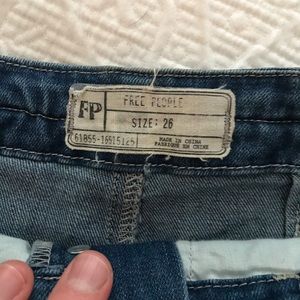 FP
FREE PEOPLE
SIZE: 26
MADE IN CHINA
FABRIQUE EN CHINE